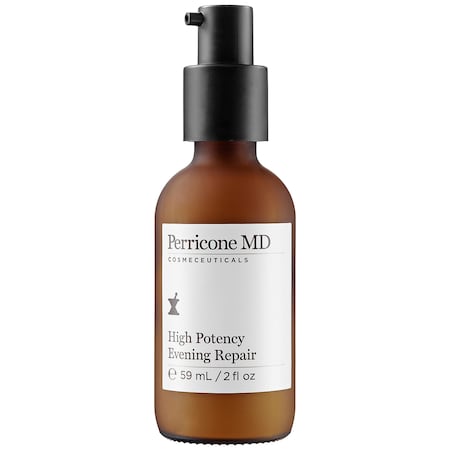 Perricone MD
COSMECEUTICALS
High Potency
Evening Repair
℮ 59 mL / 2 fl oz